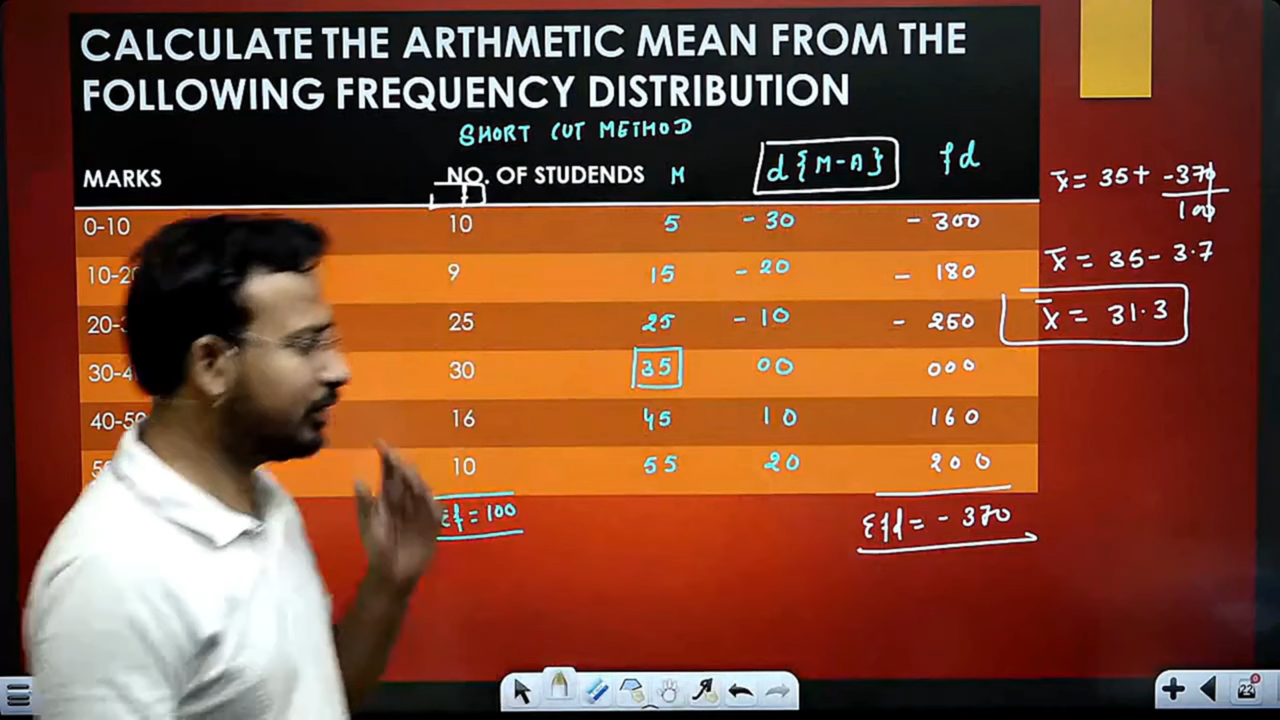 CALCULATE THE ARTHMETIC MEAN FROM THE
FOLLOWING FREQUENCY DISTRIBUTION
SHORT CUT METHOD
MARKS NO. OF STUDENDS M d{M-A} fd
f
0-10 10 5 -30 -300
9 15 -20 -180
25 25 -10 -250
30 35 00 000
16 45 10 160
10 55 20 200
Σf = 100 Σfd = -370
x̄ = 35 + -370/100
x̄ = 35 - 3.7
x̄ = 31.3
22